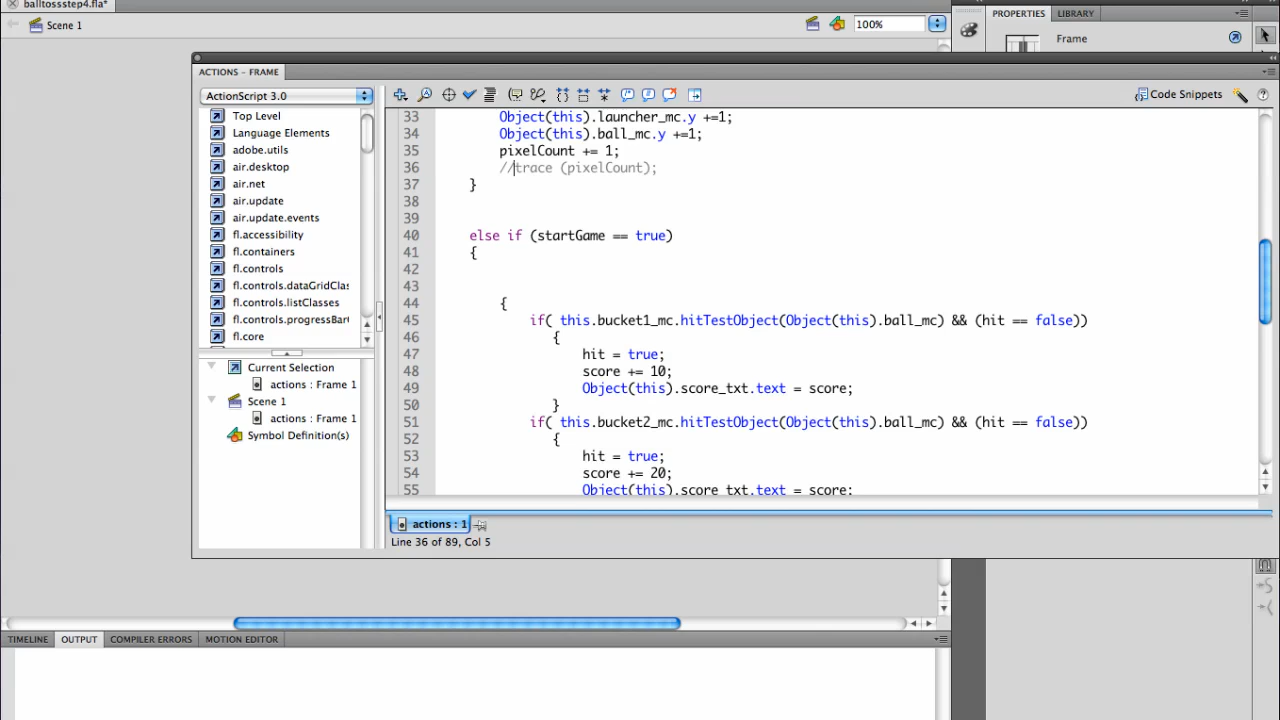 balltossstep4.fla*
Scene 1
100%
PROPERTIES
LIBRARY
Frame
ACTIONS – FRAME
ActionScript 3.0
Code Snippets
Top Level
Language Elements
adobe.utils
air.desktop
air.net
air.update
air.update.events
fl.accessibility
fl.containers
fl.controls
fl.controls.dataGridClas
fl.controls.listClasses
fl.controls.progressBar
fl.core
Current Selection
actions : Frame 1
Scene 1
actions : Frame 1
Symbol Definition(s)
33 Object(this).launcher_mc.y +=1;
34 Object(this).ball_mc.y +=1;
35 pixelCount += 1;
36 //trace (pixelCount);
37 }
38
39
40 else if (startGame == true)
41 {
42
43
44 {
45 if( this.bucket1_mc.hitTestObject(Object(this).ball_mc) && (hit == false))
46 {
47 hit = true;
48 score += 10;
49 Object(this).score_txt.text = score;
50 }
51 if( this.bucket2_mc.hitTestObject(Object(this).ball_mc) && (hit == false))
52 {
53 hit = true;
54 score += 20;
55 Object(this).score_txt.text = score;
actions : 1
Line 36 of 89, Col 5
TIMELINE
OUTPUT
COMPILER ERRORS
MOTION EDITOR